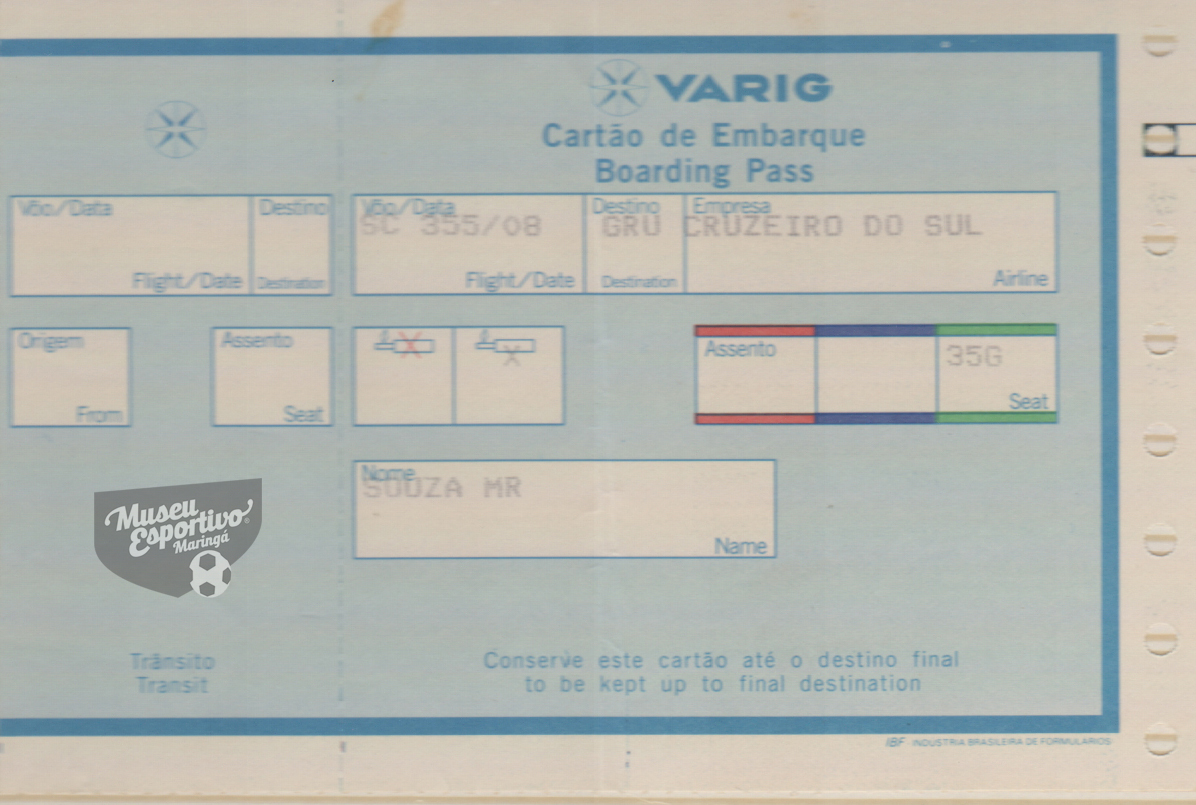 VARIG
Cartão de Embarque
Boarding Pass
Vôo/Data
Destino
Vôo/Data
Destino
Empresa
SC 355/08
GRU
CRUZEIRO DO SUL
Flight/Date
Destination
Flight/Date
Destination
Airline
Origem
Assento
Assento
35G
From
Seat
Seat
Nome
SOUZA MR
Name
Museu
Esportivo
Maringá
Trânsito
Transit
Conserve este cartão até o destino final
to be kept up to final destination
IBF INDÚSTRIA BRASILEIRA DE FORMULÁRIOS